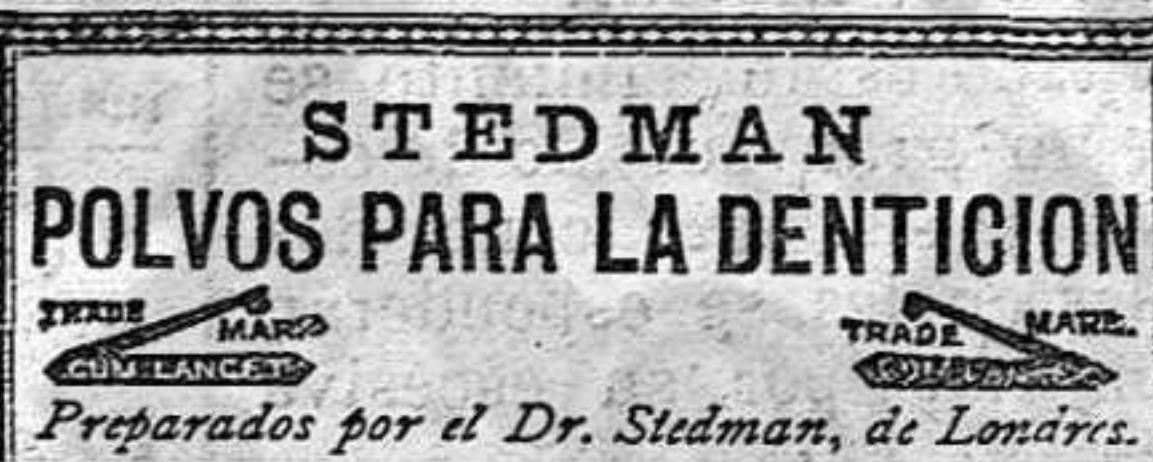 STEDMAN
POLVOS PARA LA DENTICION
TRADE MARK TRADE MARK.
GUM LANCET
Preparados por el Dr. Stedman, de Londres.